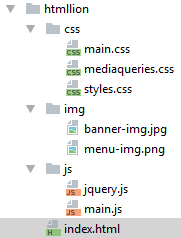 htmllion
css
main.css
mediaqueries.css
styles.css
img
banner-img.jpg
menu-img.png
js
jquery.js
main.js
index.html